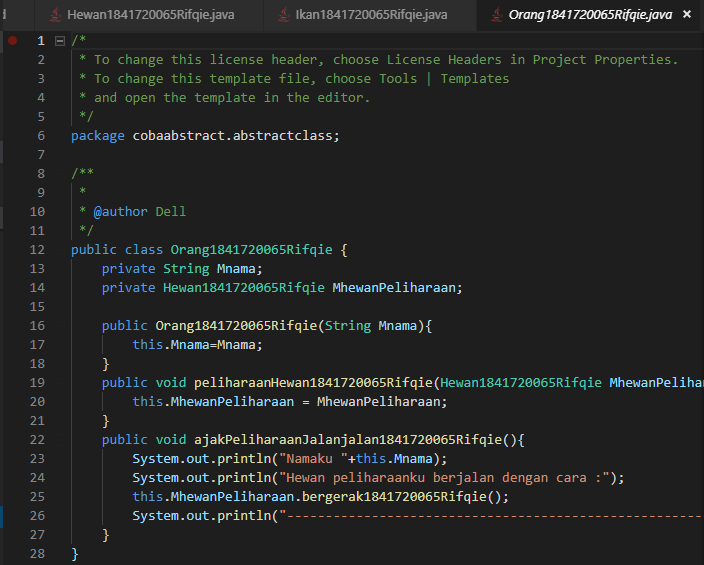 d Hewan1841720065Rifqie.java Ikan1841720065Rifqie.java Orang1841720065Rifqie.java ×
1 /*
2 * To change this license header, choose License Headers in Project Properties.
3 * To change this template file, choose Tools | Templates
4 * and open the template in the editor.
5 */
6 package cobaabstract.abstractclass;
7
8 /**
9 *
10 * @author Dell
11 */
12 public class Orang1841720065Rifqie {
13 private String Mnama;
14 private Hewan1841720065Rifqie MhewanPeliharaan;
15
16 public Orang1841720065Rifqie(String Mnama){
17 this.Mnama=Mnama;
18 }
19 public void peliharaanHewan1841720065Rifqie(Hewan1841720065Rifqie MhewanPelihar
20 this.MhewanPeliharaan = MhewanPeliharaan;
21 }
22 public void ajakPeliharaanJalanjalan1841720065Rifqie(){
23 System.out.println("Namaku "+this.Mnama);
24 System.out.println("Hewan peliharaanku berjalan dengan cara :");
25 this.MhewanPeliharaan.bergerak1841720065Rifqie();
26 System.out.println("------------------------------------------------------
27 }
28 }